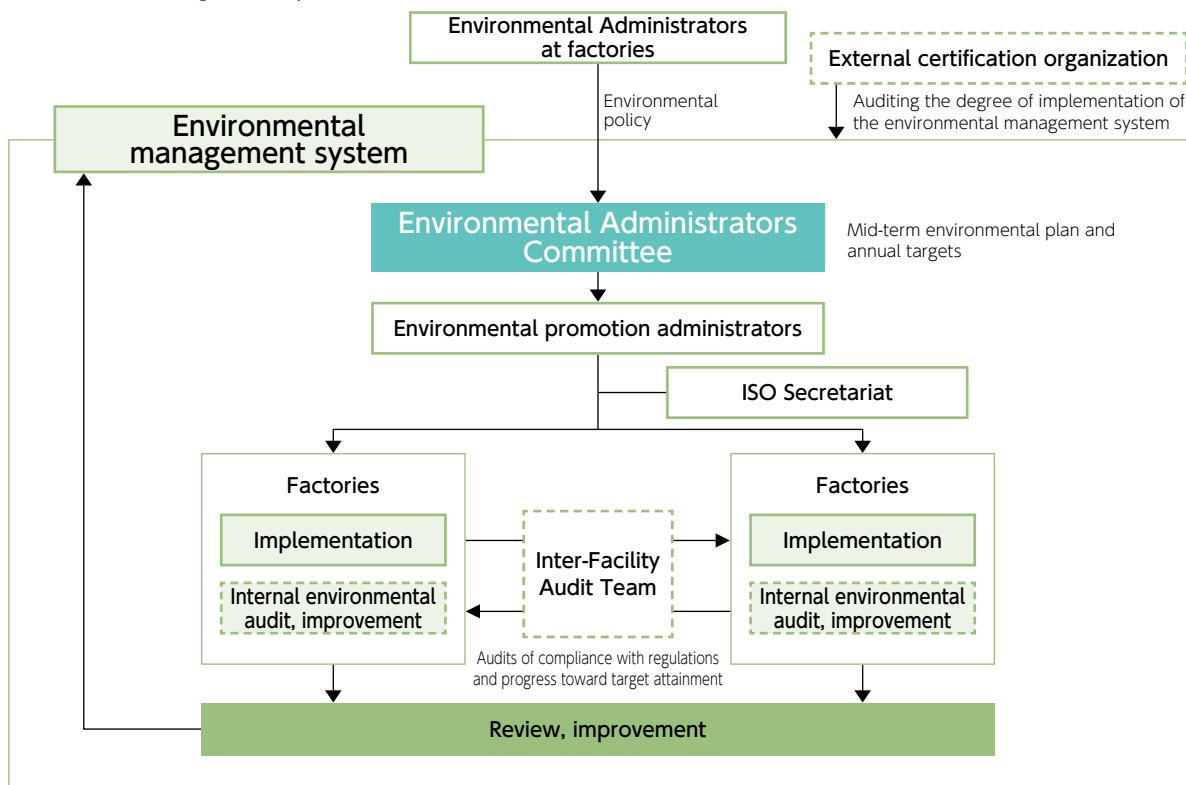 Environmental Administrators
at factories
External certification organization
Environmental
policy
Auditing the degree of implementation of
the environmental management system
Environmental
management system
Environmental Administrators
Committee
Mid-term environmental plan and
annual targets
Environmental promotion administrators
ISO Secretariat
Factories
Implementation
Internal environmental
audit, improvement
Inter-Facility
Audit Team
Factories
Implementation
Internal environmental
audit, improvement
Audits of compliance with regulations
and progress toward target attainment
Review, improvement